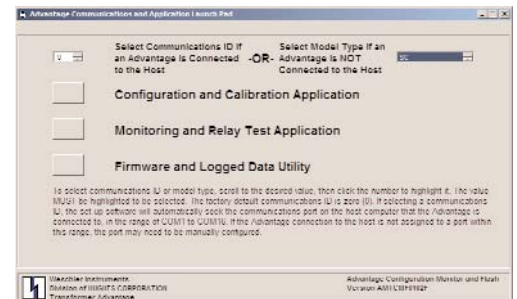 Advantage Communications and Application Launch Pad
Select Communications ID if
an Advantage is Connected
to the Host
-OR-
Select Model Type if an
Advantage is NOT
Connected to the Host
0
SC
Configuration and Calibration Application
Monitoring and Relay Test Application
Firmware and Logged Data Utility
To select communications ID or model type, scroll to the desired value, then click the number to highlight it. The value
MUST be highlighted to be selected. The factory default communications ID is zero (0). If selecting a communications
ID, the set up software will automatically seek the communications port on the host computer that the Advantage is
connected to, in the range of COM1 to COM16. If the Advantage connection to the host is not assigned to a port within
this range, the port may need to be manually configured.
Weschler Instruments
Division of HUGHES CORPORATION
Transformer Advantage
Advantage Configuration Monitor and Flash
Version